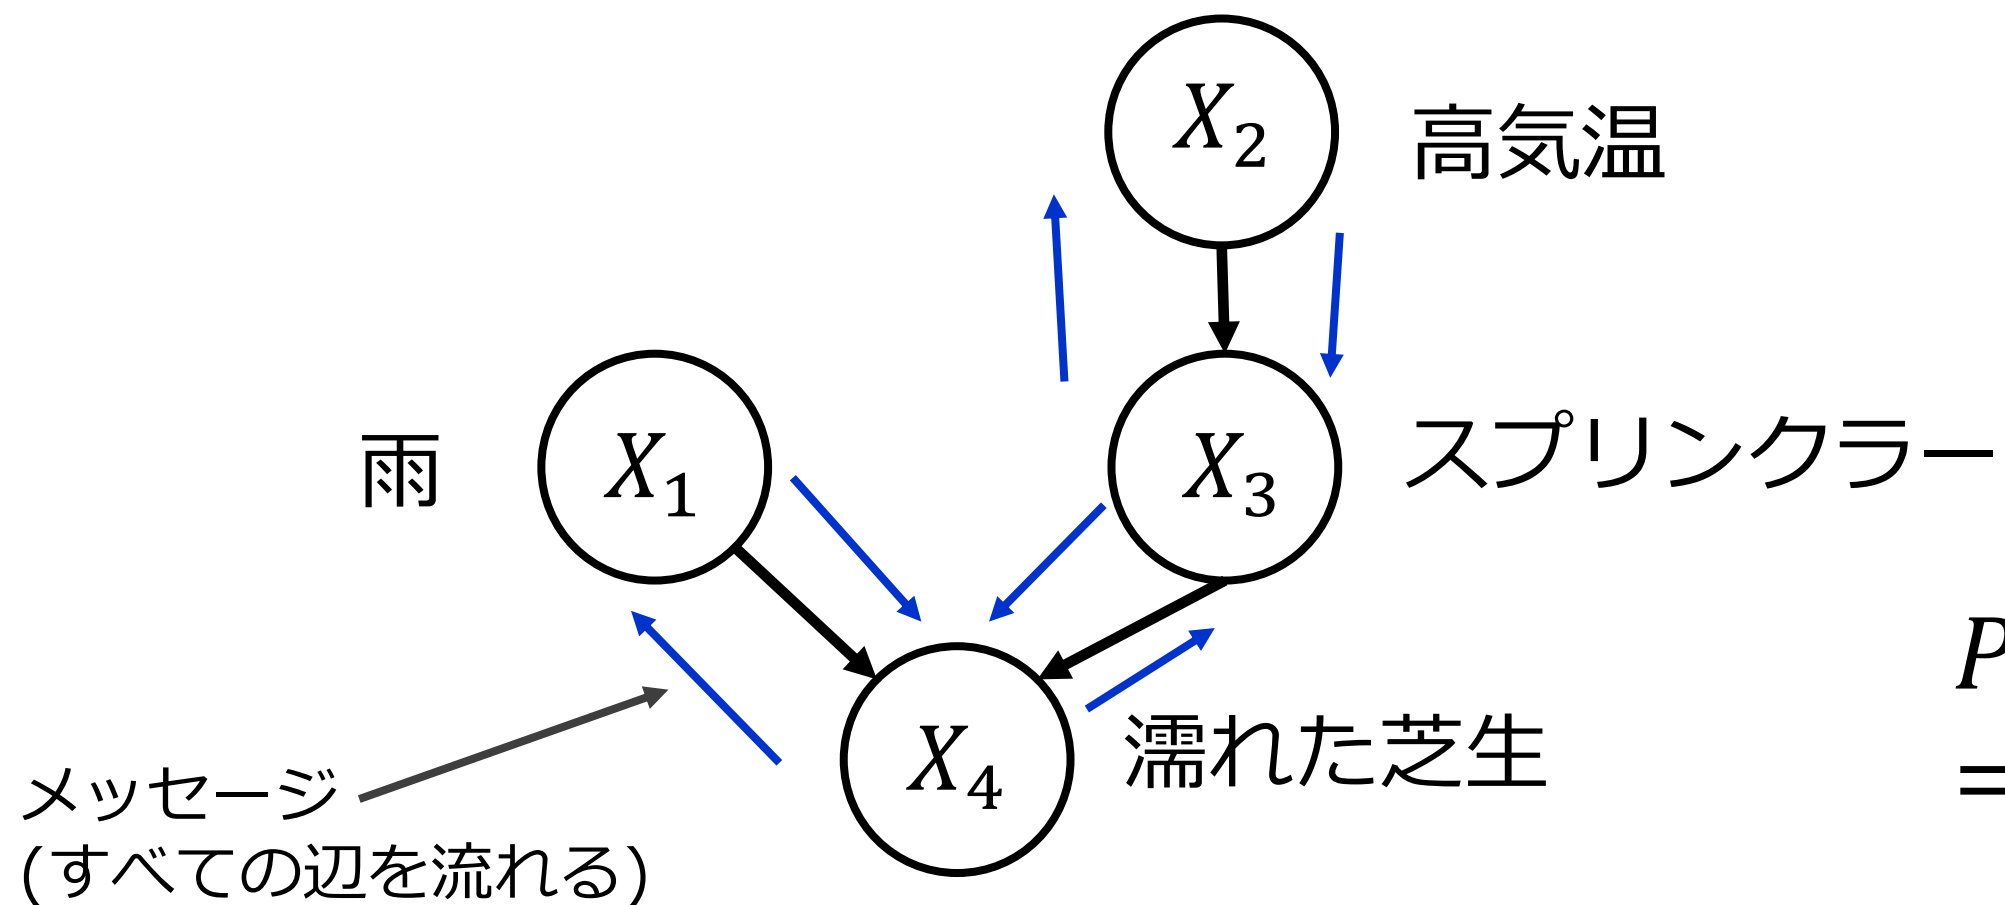 X₂
高気温
雨
X₁
X₃
スプリンクラー
P
=
X₄
濡れた芝生
メッセージ
(すべての辺を流れる)